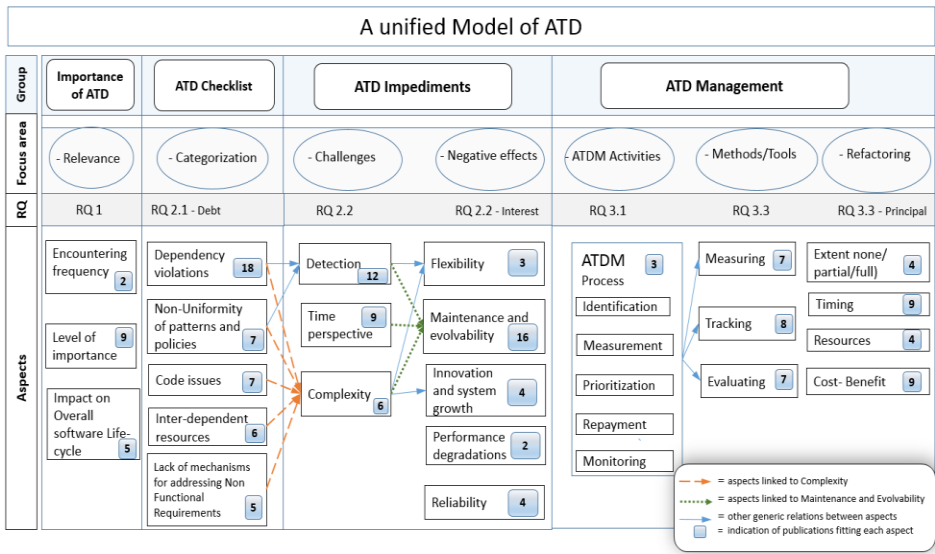 A unified Model of ATD
Group
Importance
of ATD
ATD Checklist
ATD Impediments
ATD Management
Focus area
- Relevance
- Categorization
- Challenges
- Negative effects
- ATDM Activities
- Methods/Tools
- Refactoring
RQ
RQ 1
RQ 2.1 - Debt
RQ 2.2
RQ 2.2 - Interest
RQ 3.1
RQ 3.3
RQ 3.3 - Principal
Aspects
Encountering
frequency
2
Level of
importance
9
Impact on
Overall
software Life-
cycle
5
Dependency
violations
18
Non-Uniformity
of patterns and
policies
7
Code issues
7
Inter-dependent
resources
6
Lack of mechanisms
for addressing Non
Functional
Requirements
5
Detection
12
Time
perspective
9
Complexity
6
Flexibility
3
Maintenance and
evolvability
16
Innovation
and system
growth
4
Performance
degradations
2
Reliability
4
ATDM
Process
3
Identification
Measurement
Prioritization
Repayment
Monitoring
Measuring
7
Tracking
8
Evaluating
7
Extent none/
partial/full)
4
Timing
9
Resources
4
Cost- Benefit
9
= aspects linked to Complexity
= aspects linked to Maintenance and Evolvability
= other generic relations between aspects
= indication of publications fitting each aspect